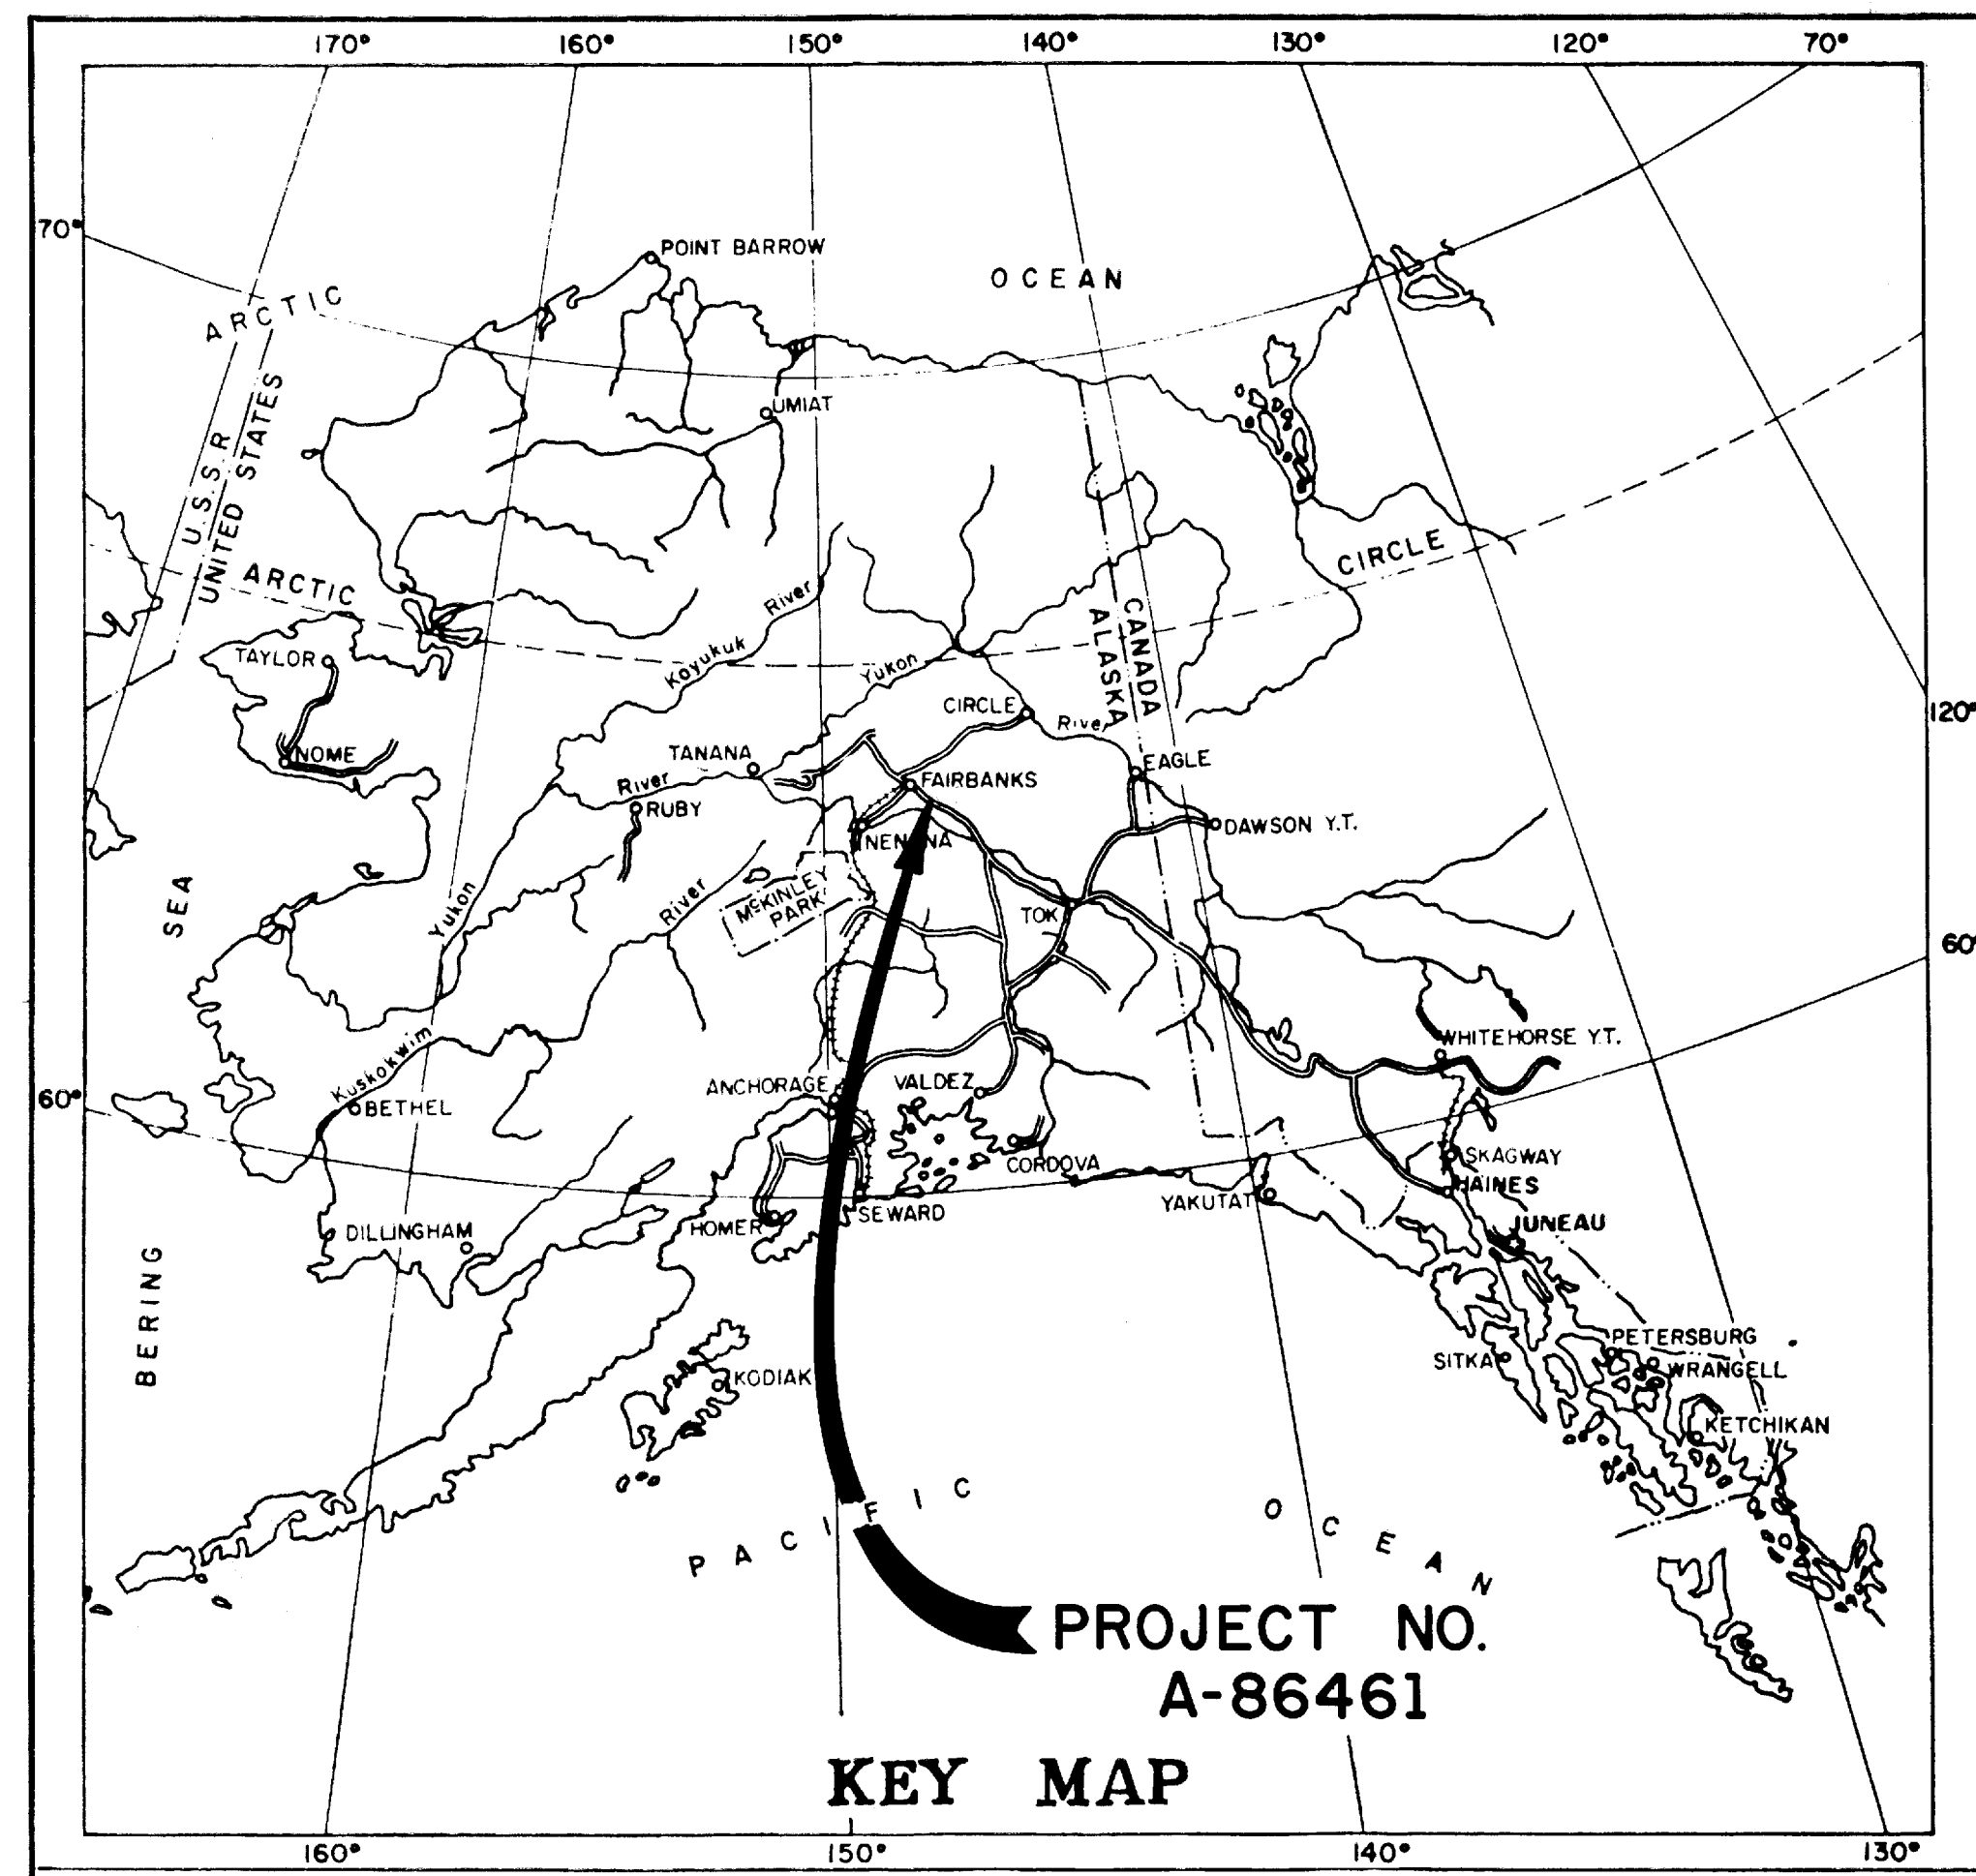 170° 160° 150° 140° 130° 120° 70°
70°
POINT BARROW
OCEAN
ARCTIC
U.S.S.R
UNITED STATES
UMIAT
ARCTIC
CIRCLE
River
Koyukuk
Yukon
CANADA
ALASKA
TAYLOR
CIRCLE
River
120°
NOME
TANANA
EAGLE
River
FAIRBANKS
RUBY
DAWSON Y.T.
NENANA
McKINLEY
PARK
SEA
River
Yukon
TOK
60°
Kuskokwim
WHITEHORSE Y.T.
ANCHORAGE
VALDEZ
60°
BETHEL
CORDOVA
SKAGWAY
HAINES
YAKUTAT
HOMER
SEWARD
DILLINGHAM
JUNEAU
BERING
PETERSBURG
SITKA
WRANGELL
KODIAK
KETCHIKAN
PACIFIC
OCEAN
PROJECT NO.
A-86461
KEY MAP
160° 150° 140° 130°